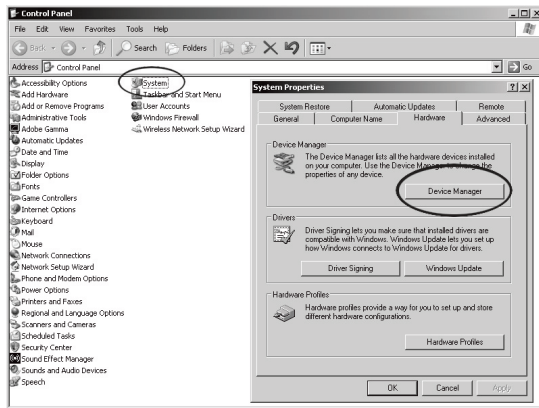 Control Panel
File Edit View Favorites Tools Help
Back Search Folders
Address Control Panel Go
Accessibility Options
Add Hardware
Add or Remove Programs
Administrative Tools
Adobe Gamma
Automatic Updates
Date and Time
Display
Folder Options
Fonts
Game Controllers
Internet Options
Keyboard
Mail
Mouse
Network Connections
Network Setup Wizard
Phone and Modem Options
Power Options
Printers and Faxes
Regional and Language Options
Scanners and Cameras
Scheduled Tasks
Security Center
Sound Effect Manager
Sounds and Audio Devices
Speech
System
Taskbar and Start Menu
User Accounts
Windows Firewall
Wireless Network Setup Wizard
System Properties
System Restore Automatic Updates Remote
General Computer Name Hardware Advanced
Device Manager
The Device Manager lists all the hardware devices installed
on your computer. Use the Device Manager to change the
properties of any device.
Device Manager
Drivers
Driver Signing lets you make sure that installed drivers are
compatible with Windows. Windows Update lets you set up
how Windows connects to Windows Update for drivers.
Driver Signing Windows Update
Hardware Profiles
Hardware profiles provide a way for you to set up and store
different hardware configurations.
Hardware Profiles
OK Cancel Apply